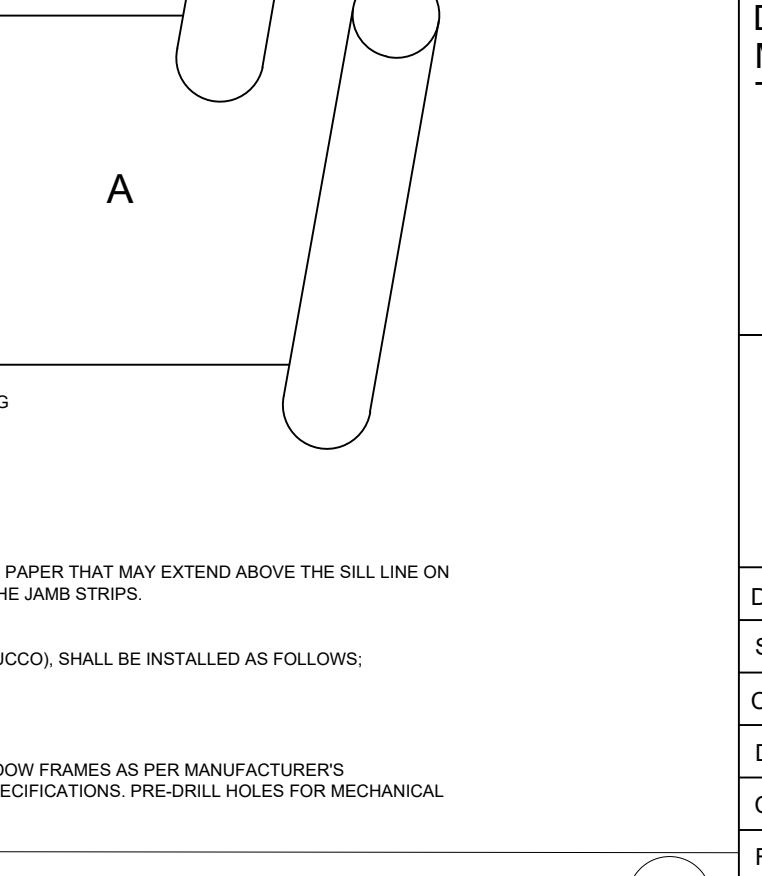 A
G
PAPER THAT MAY EXTEND ABOVE THE SILL LINE ON
HE JAMB STRIPS.
UCCO), SHALL BE INSTALLED AS FOLLOWS;
DOW FRAMES AS PER MANUFACTURER'S
ECIFICATIONS. PRE-DRILL HOLES FOR MECHANICAL
D
S